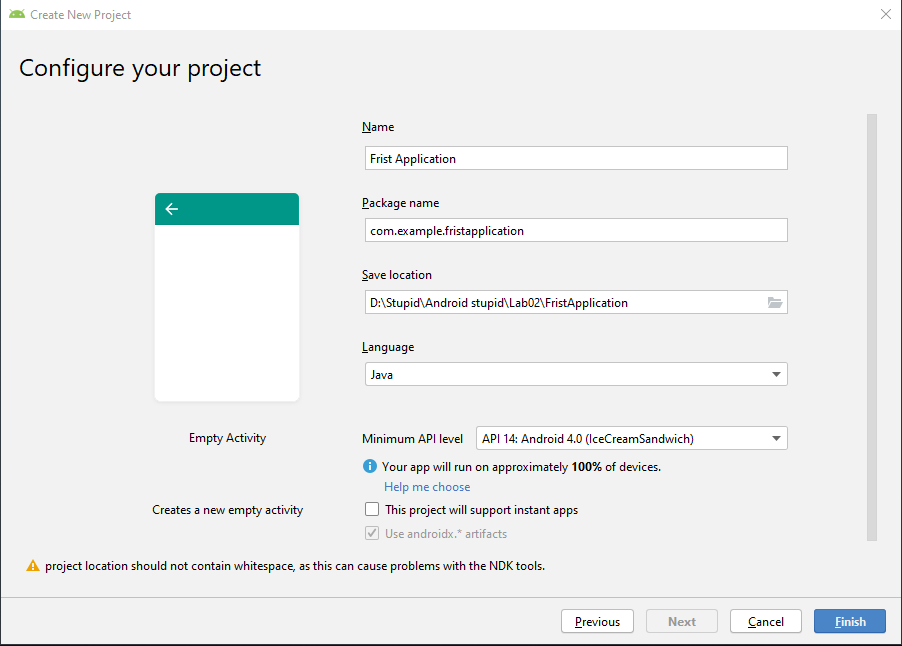 Create New Project
Configure your project
Name
Frist Application
Package name
com.example.fristapplication
Save location
D:\Stupid\Android stupid\Lab02\FristApplication
Language
Java
Empty Activity
Minimum API level
API 14: Android 4.0 (IceCreamSandwich)
Your app will run on approximately 100% of devices.
Help me choose
Creates a new empty activity
This project will support instant apps
Use androidx.* artifacts
project location should not contain whitespace, as this can cause problems with the NDK tools.
Previous
Next
Cancel
Finish